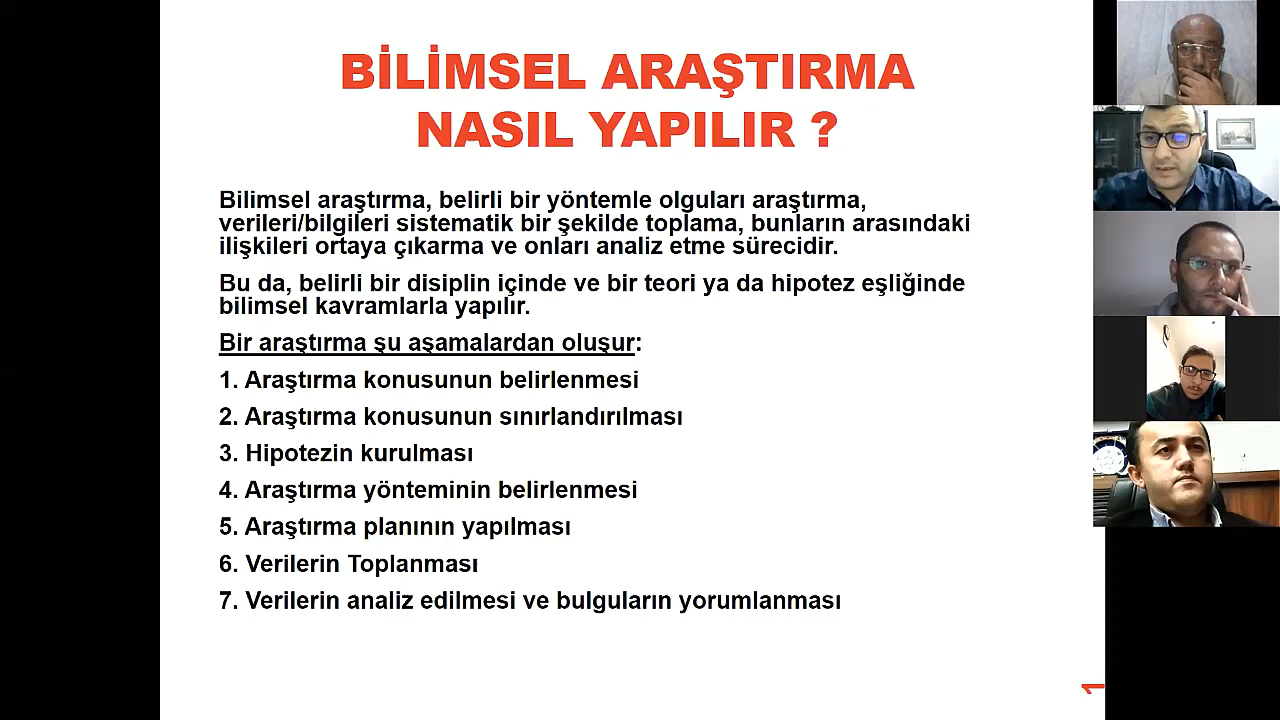 BİLİMSEL ARAŞTIRMA
NASIL YAPILIR ?
Bilimsel araştırma, belirli bir yöntemle olguları araştırma,
verileri/bilgileri sistematik bir şekilde toplama, bunların arasındaki
ilişkileri ortaya çıkarma ve onları analiz etme sürecidir.
Bu da, belirli bir disiplin içinde ve bir teori ya da hipotez eşliğinde
bilimsel kavramlarla yapılır.
Bir araştırma şu aşamalardan oluşur:
1. Araştırma konusunun belirlenmesi
2. Araştırma konusunun sınırlandırılması
3. Hipotezin kurulması
4. Araştırma yönteminin belirlenmesi
5. Araştırma planının yapılması
6. Verilerin Toplanması
7. Verilerin analiz edilmesi ve bulguların yorumlanması
1